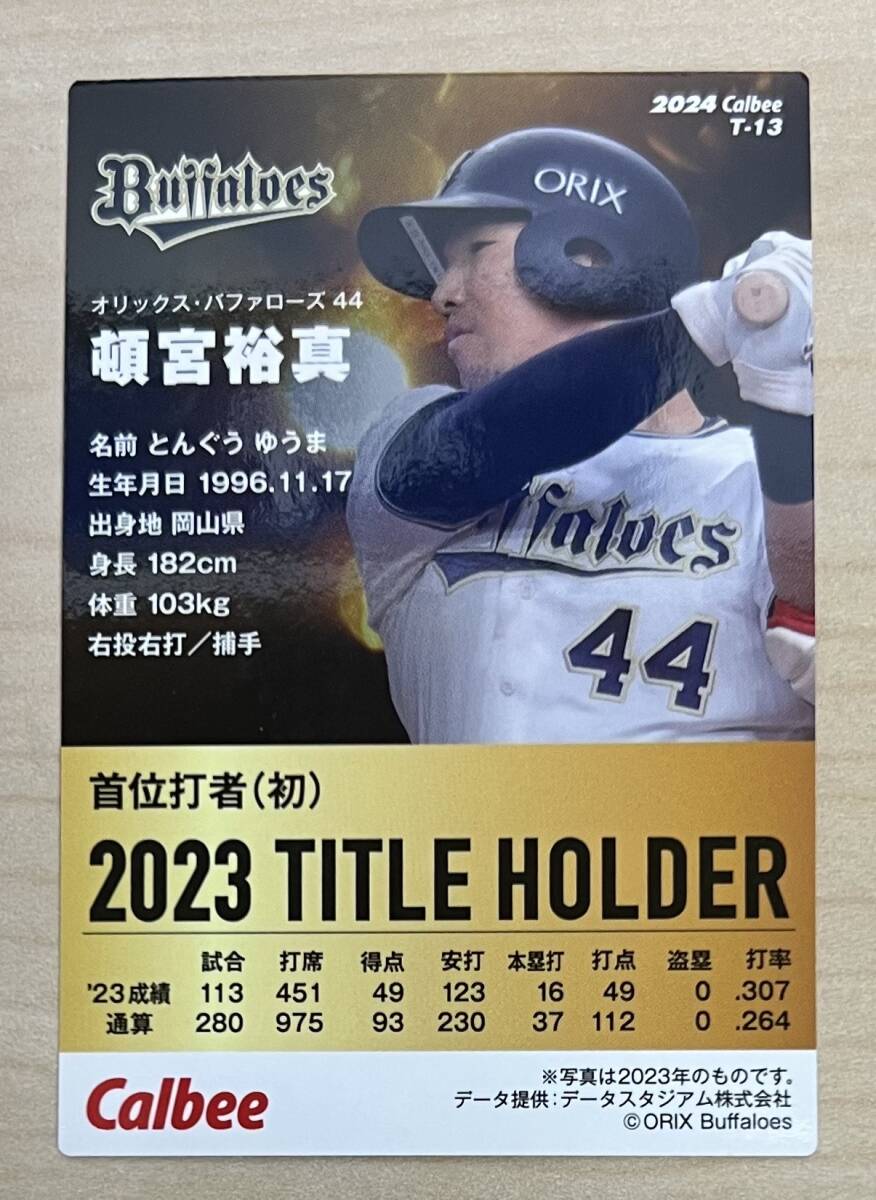 2024 Calbee
T-13
Buffaloes
ORIX
オリックス・バファローズ 44
頓宮裕真
名前 とんぐう ゆうま
生年月日 1996.11.17
出身地 岡山県
身長 182cm
体重 103kg
右投右打／捕手
uffaloes
44
首位打者(初)
2023 TITLE HOLDER
試合 打席 得点 安打 本塁打 打点 盗塁 打率
'23成績 113 451 49 123 16 49 0 .307
通算 280 975 93 230 37 112 0 .264
Calbee
※写真は2023年のものです。
データ提供:データスタジアム株式会社
©ORIX Buffaloes